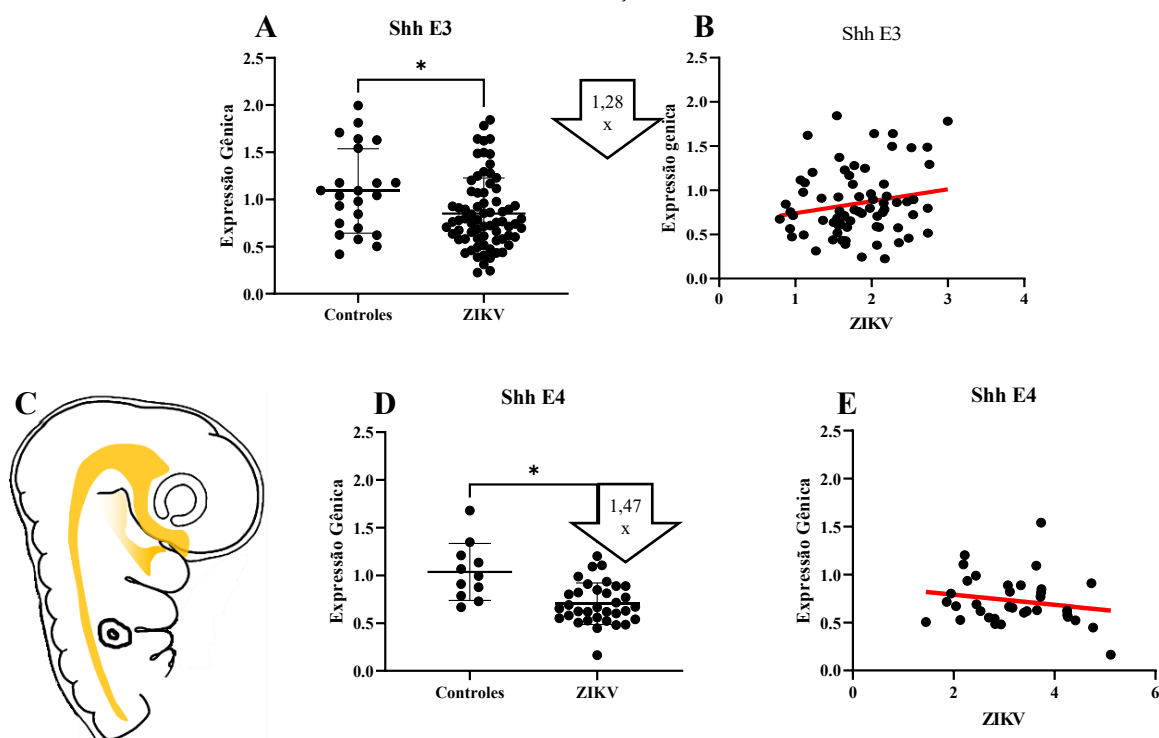 A
Shh E3
Expressão Gênica
2.5
2.0
1.5
1.0
0.5
0.0
*
Controles
ZIKV
1,28
x
B
Shh E3
Expressão genica
2.5
2.0
1.5
1.0
0.5
0.0
0
1
2
3
4
ZIKV
C
D
Shh E4
Expressão Gênica
2.5
2.0
1.5
1.0
0.5
0.0
*
1,47
x
Controles
ZIKV
E
Shh E4
Expressão Gênica
2.5
2.0
1.5
1.0
0.5
0.0
0
2
4
6
ZIKV